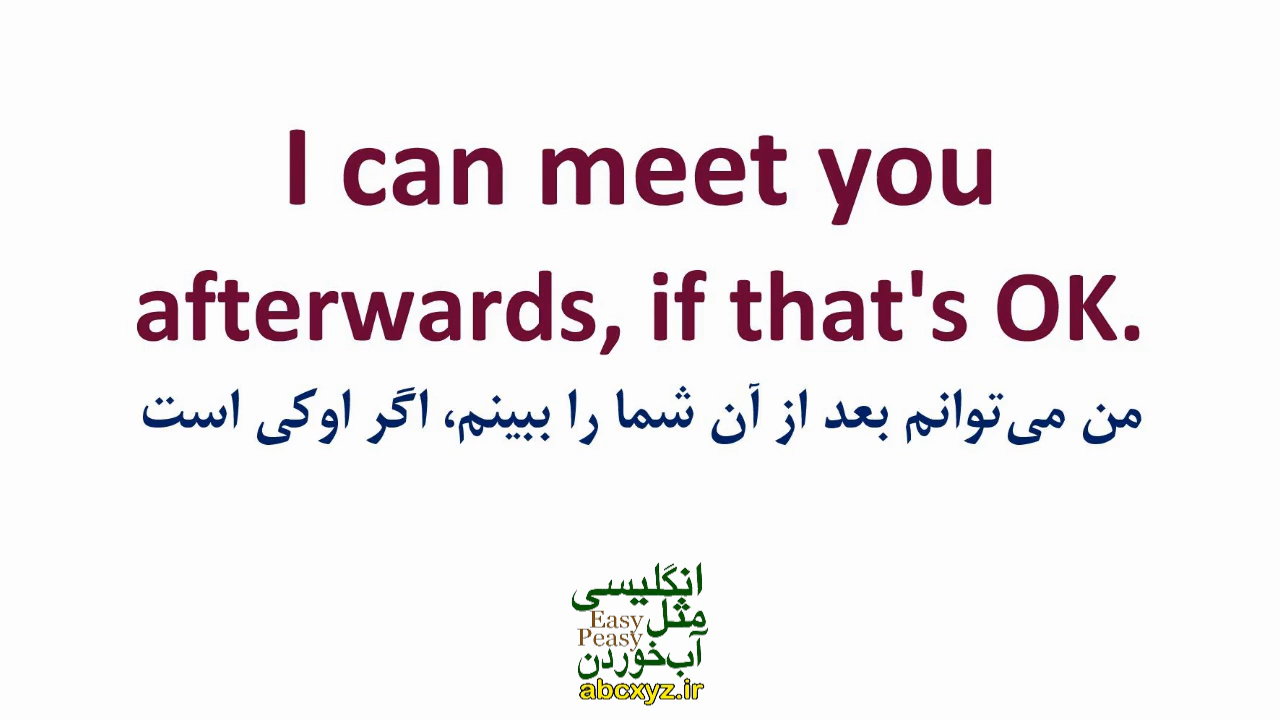 I can meet you
afterwards, if that's OK.
من می‌توانم بعد از آن شما را ببینم، اگر اوکی است
انگلیسی
مثل
Easy
Peasy
آب‌خوردن
abcxyz.ir